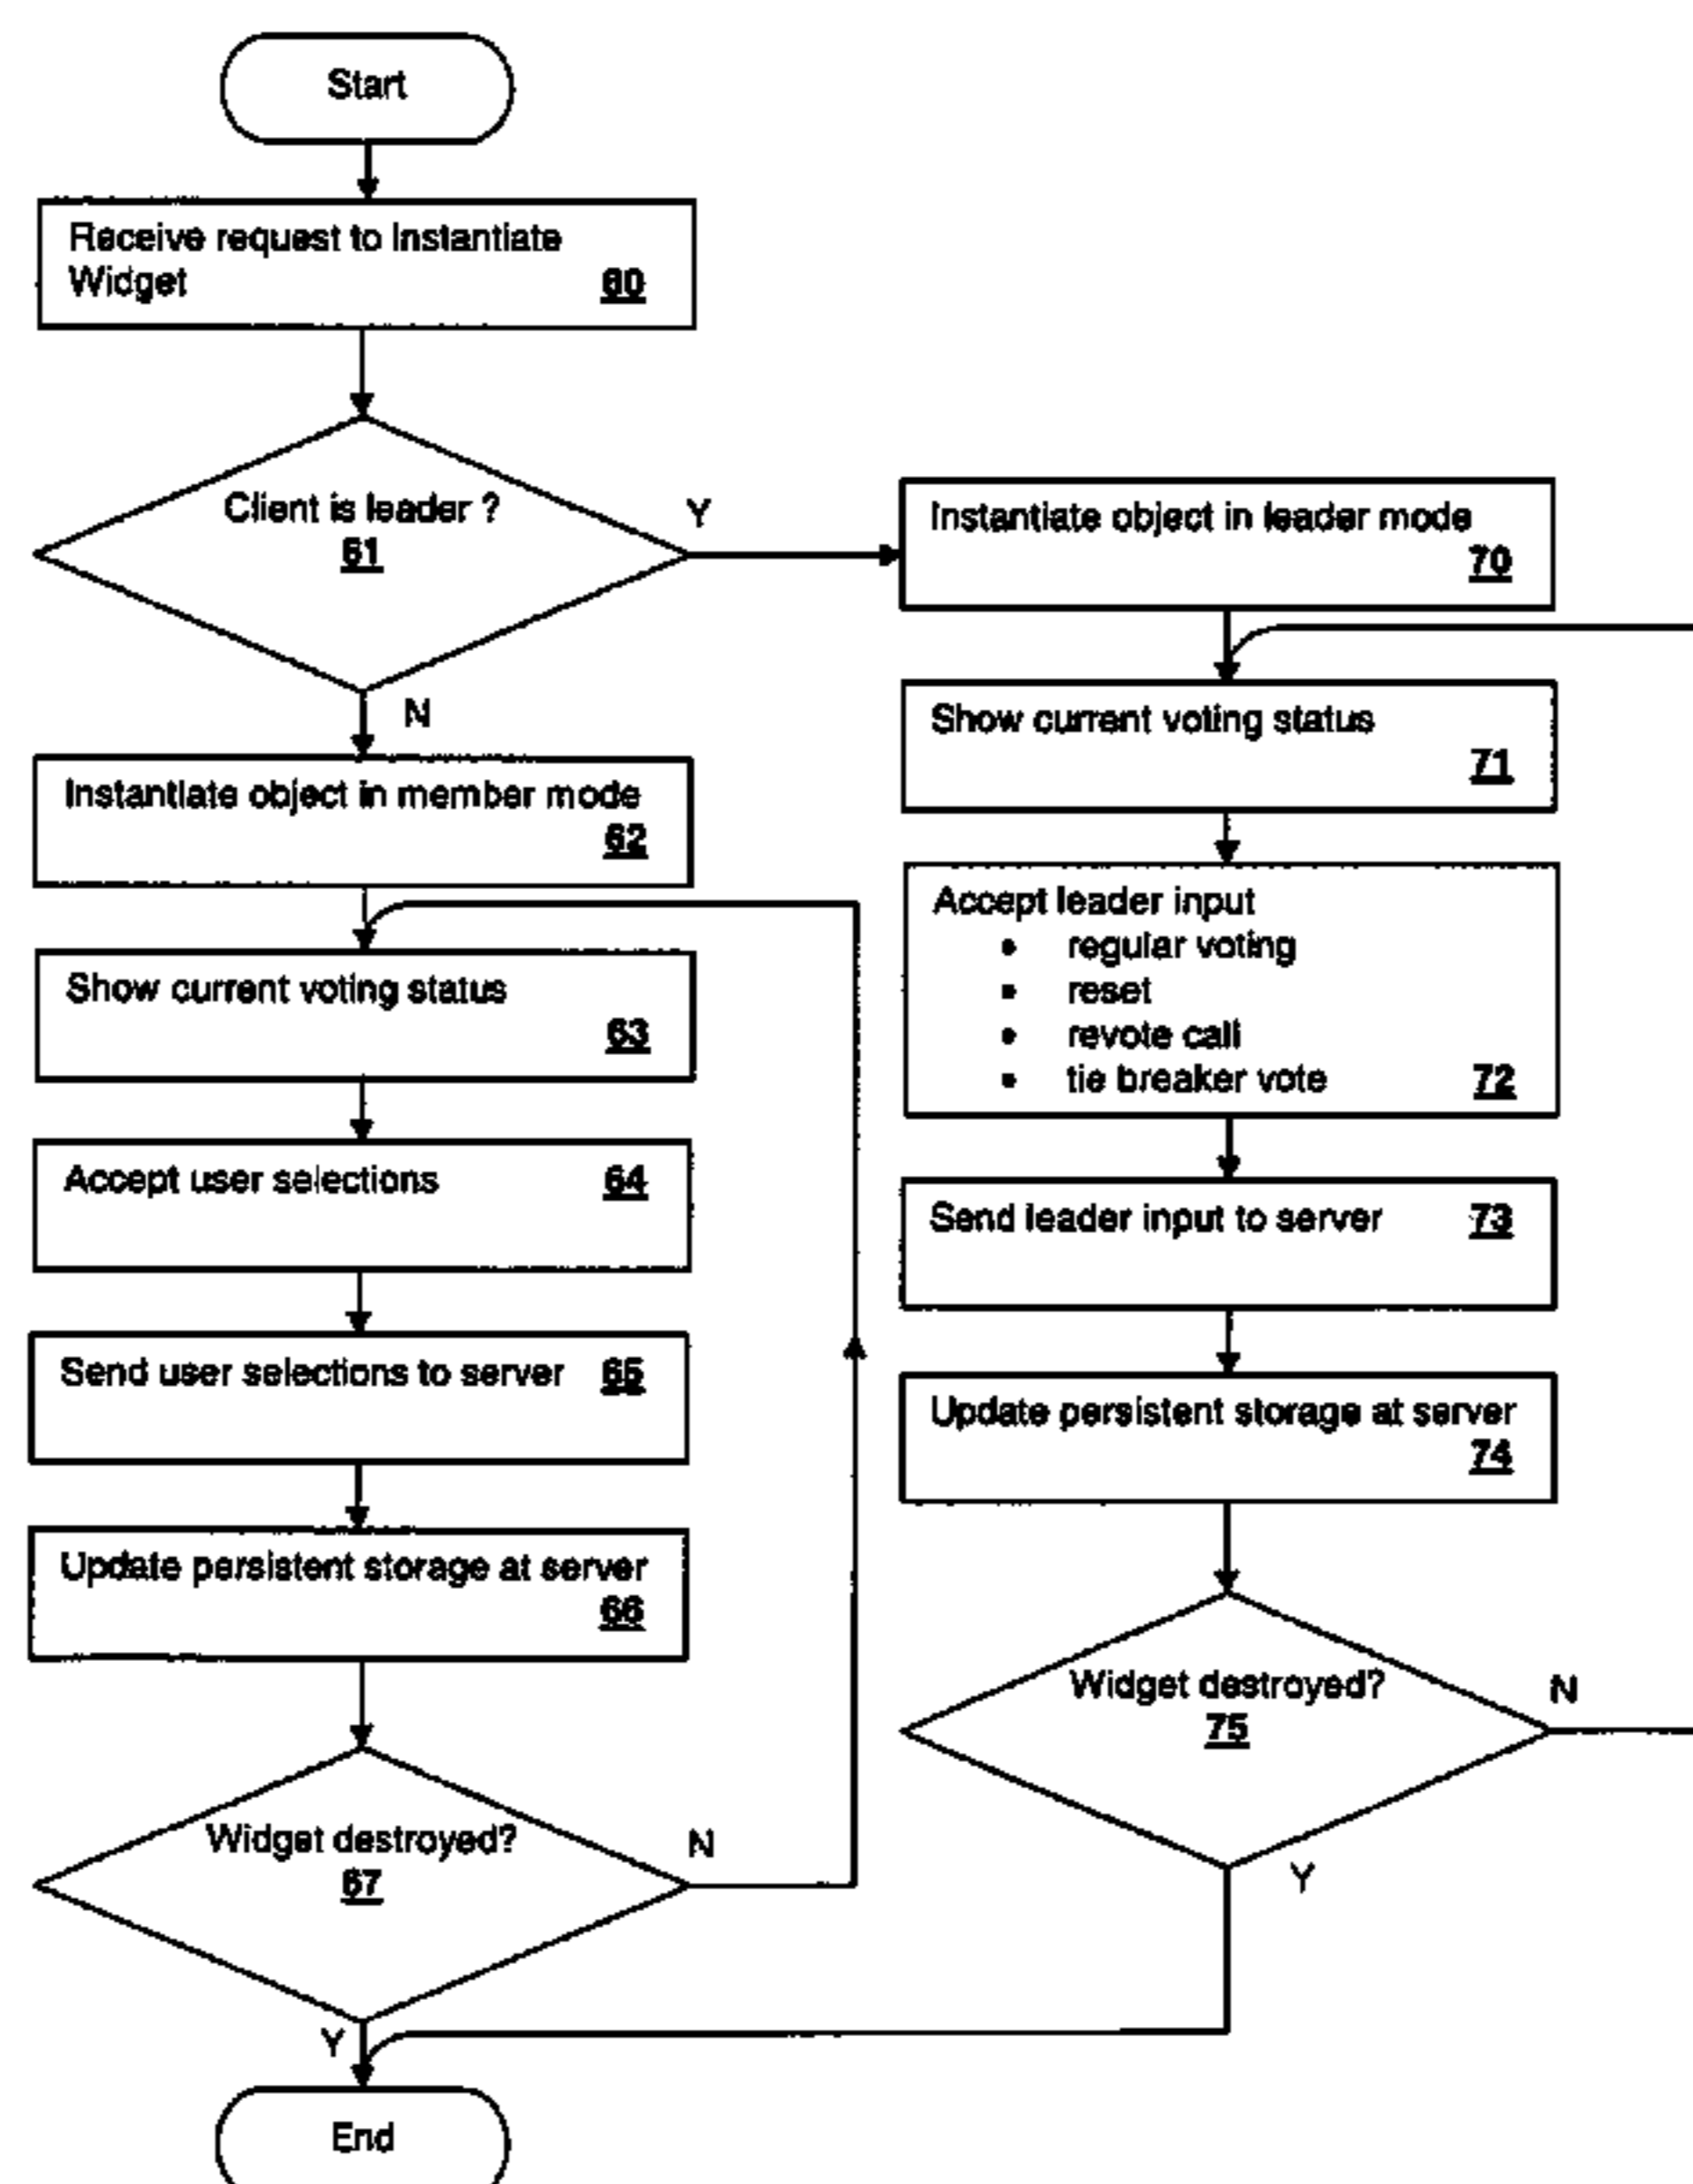 Start
Receive request to Instantiate
Widget 60
Client is leader ?
61
Y
N
Instantiate object in member mode
62
Show current voting status
63
Accept user selections 64
Send user selections to server 65
Update persistent storage at server
66
Widget destroyed?
67
N
Y
End
Instantiate object in leader mode
70
Show current voting status
71
Accept leader input
• regular voting
• reset
• revote call
• tie breaker vote 72
Send leader input to server 73
Update persistent storage at server
74
Widget destroyed?
75
N
Y